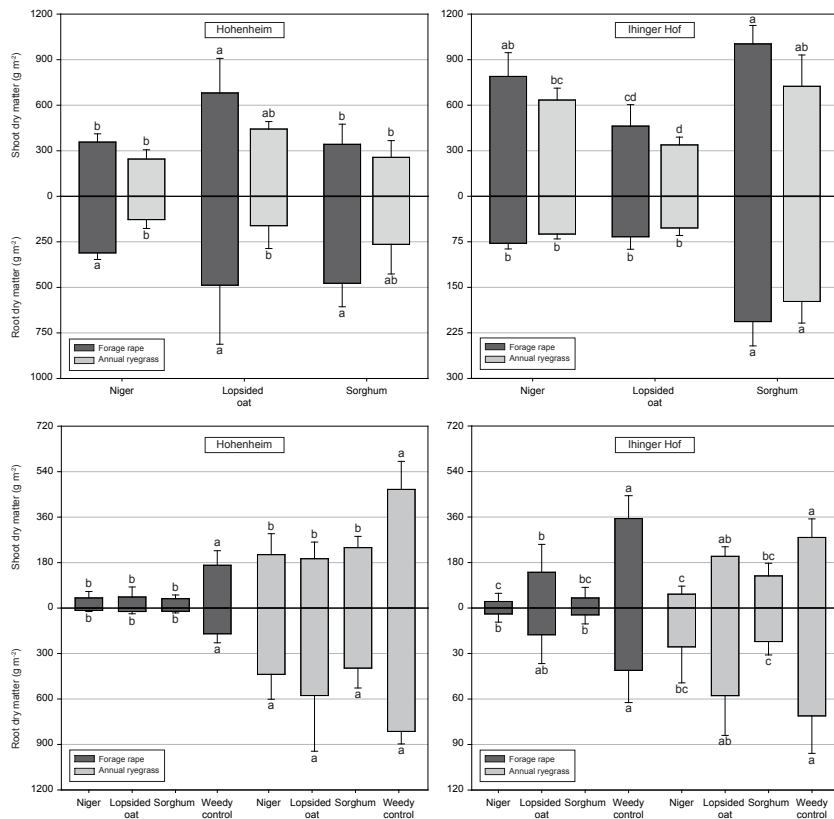 Hohenheim
Shoot dry matter (g m-2)
Root dry matter (g m-2)
1200
900
600
300
0
250
500
750
1000
a
b b ab b b
a b b ab
a a
Forage rape
Annual ryegrass
Niger Lopsided oat Sorghum
Ihinger Hof
1200
900
600
300
0
75
150
225
300
ab bc cd d a ab
b b b b a a
Forage rape
Annual ryegrass
Niger Lopsided oat Sorghum
Hohenheim
Shoot dry matter (g m-2)
Root dry matter (g m-2)
720
540
360
180
0
300
600
900
1200
b b b a b b b a
b b b a a a a a
Forage rape
Annual ryegrass
Niger Lopsided oat Sorghum Weedy control Niger Lopsided oat Sorghum Weedy control
Ihinger Hof
720
540
360
180
0
30
60
90
120
c b bc a c ab bc a
b ab b a bc ab c a
Forage rape
Annual ryegrass
Niger Lopsided oat Sorghum Weedy control Niger Lopsided oat Sorghum Weedy control